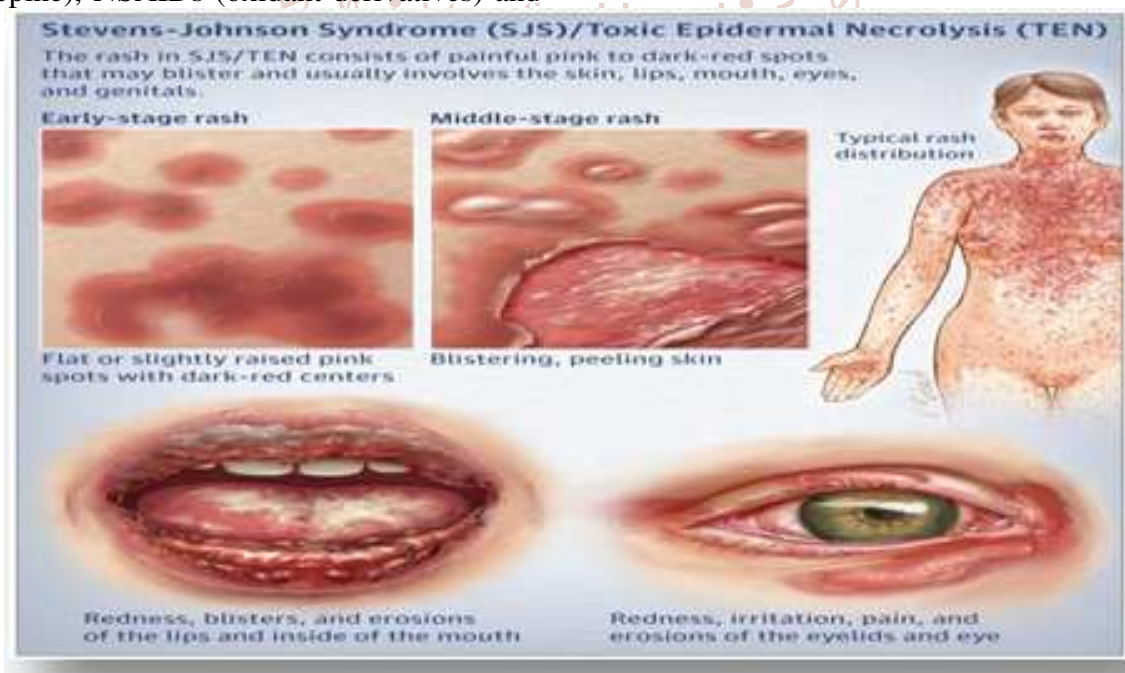 NSAIDs (oxidant derivatives) and
Stevens-Johnson Syndrome (SJS)/Toxic Epidermal Necrolysis (TEN)
The rash in SJS/TEN consists of painful pink to dark-red spots
that may blister and usually involves the skin, lips, mouth, eyes,
and genitals.
Early-stage rash
Middle-stage rash
Typical rash
distribution
Flat or slightly raised pink
spots with dark-red centers
Blistering, peeling skin
Redness, blisters, and erosions
of the lips and inside of the mouth
Redness, irritation, pain, and
erosions of the eyelids and eye